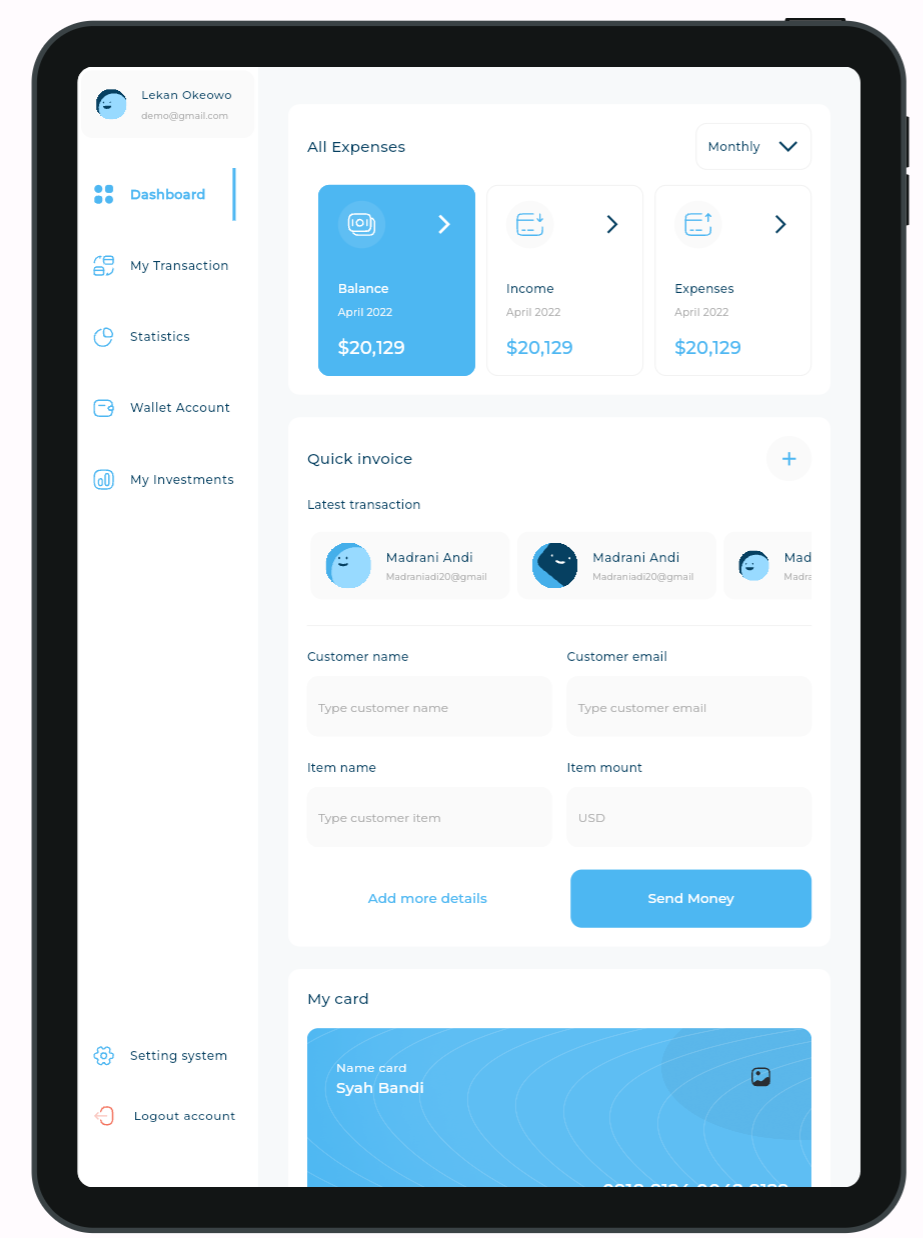 Lekan Okeowo
demo@gmail.com
Dashboard
My Transaction
Statistics
Wallet Account
My Investments
Setting system
Logout account
All Expenses
Monthly
Balance
April 2022
$20,129
Income
April 2022
$20,129
Expenses
April 2022
$20,129
Quick invoice
Latest transaction
Madrani Andi
Madraniadi20@gmail
Madrani Andi
Madraniadi20@gmail
Mad
Madra
Customer name
Customer email
Type customer name
Type customer email
Item name
Item mount
Type customer item
USD
Add more details
Send Money
My card
Name card
Syah Bandi